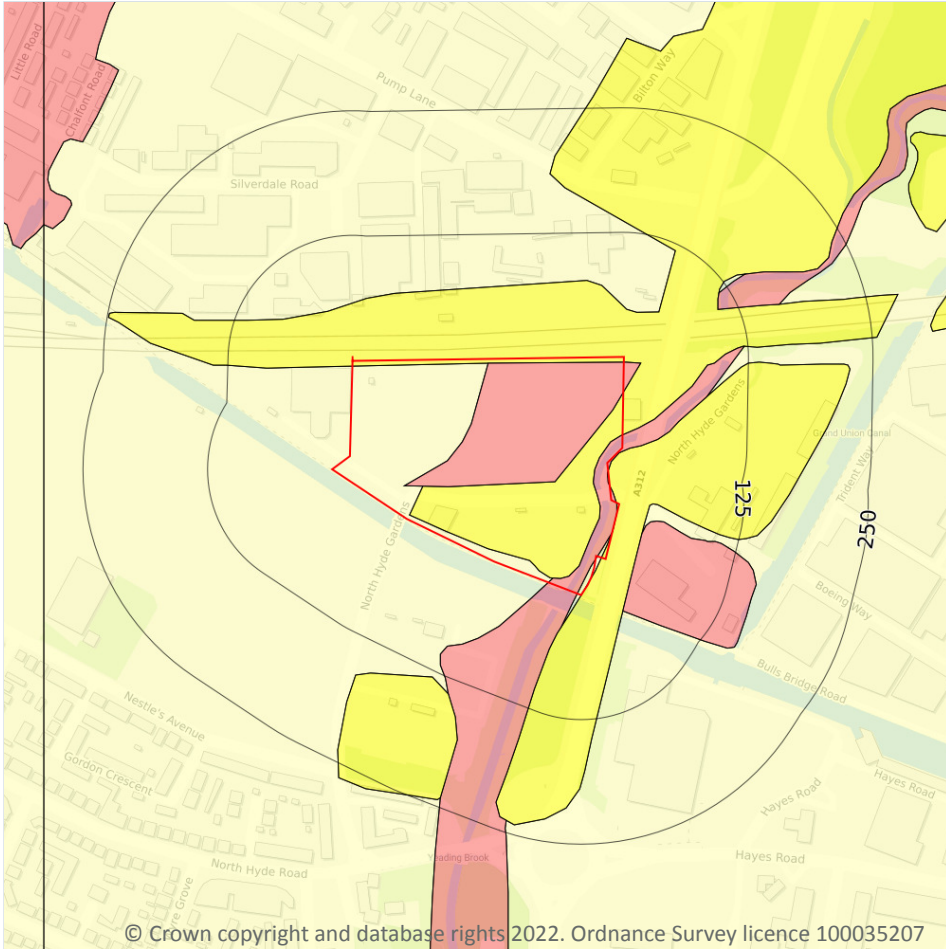 Little Road
Chalfont Road
Pump Lane
Bilton Way
Silverdale Road
North Hyde Gardens
Grand Union Canal
Trident Way
A312
125
250
North Hyde Gardens
Boeing Way
Bulls Bridge Road
Nestle's Avenue
Gordon Crescent
Hayes Road
Hayes Road
Hayes Road
Yeading Brook
North Hyde Road
© Crown copyright and database rights 2022. Ordnance Survey licence 100035207